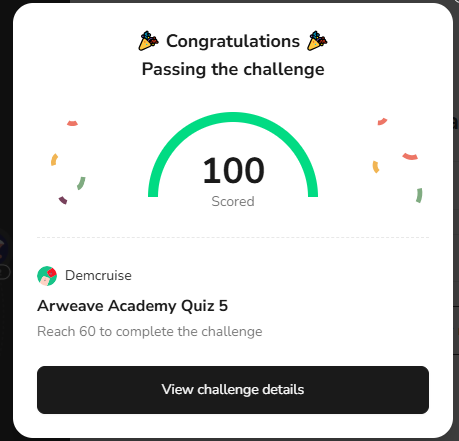 Congratulations
Passing the challenge
100
Scored
Demcruise
Arweave Academy Quiz 5
Reach 60 to complete the challenge
View challenge details